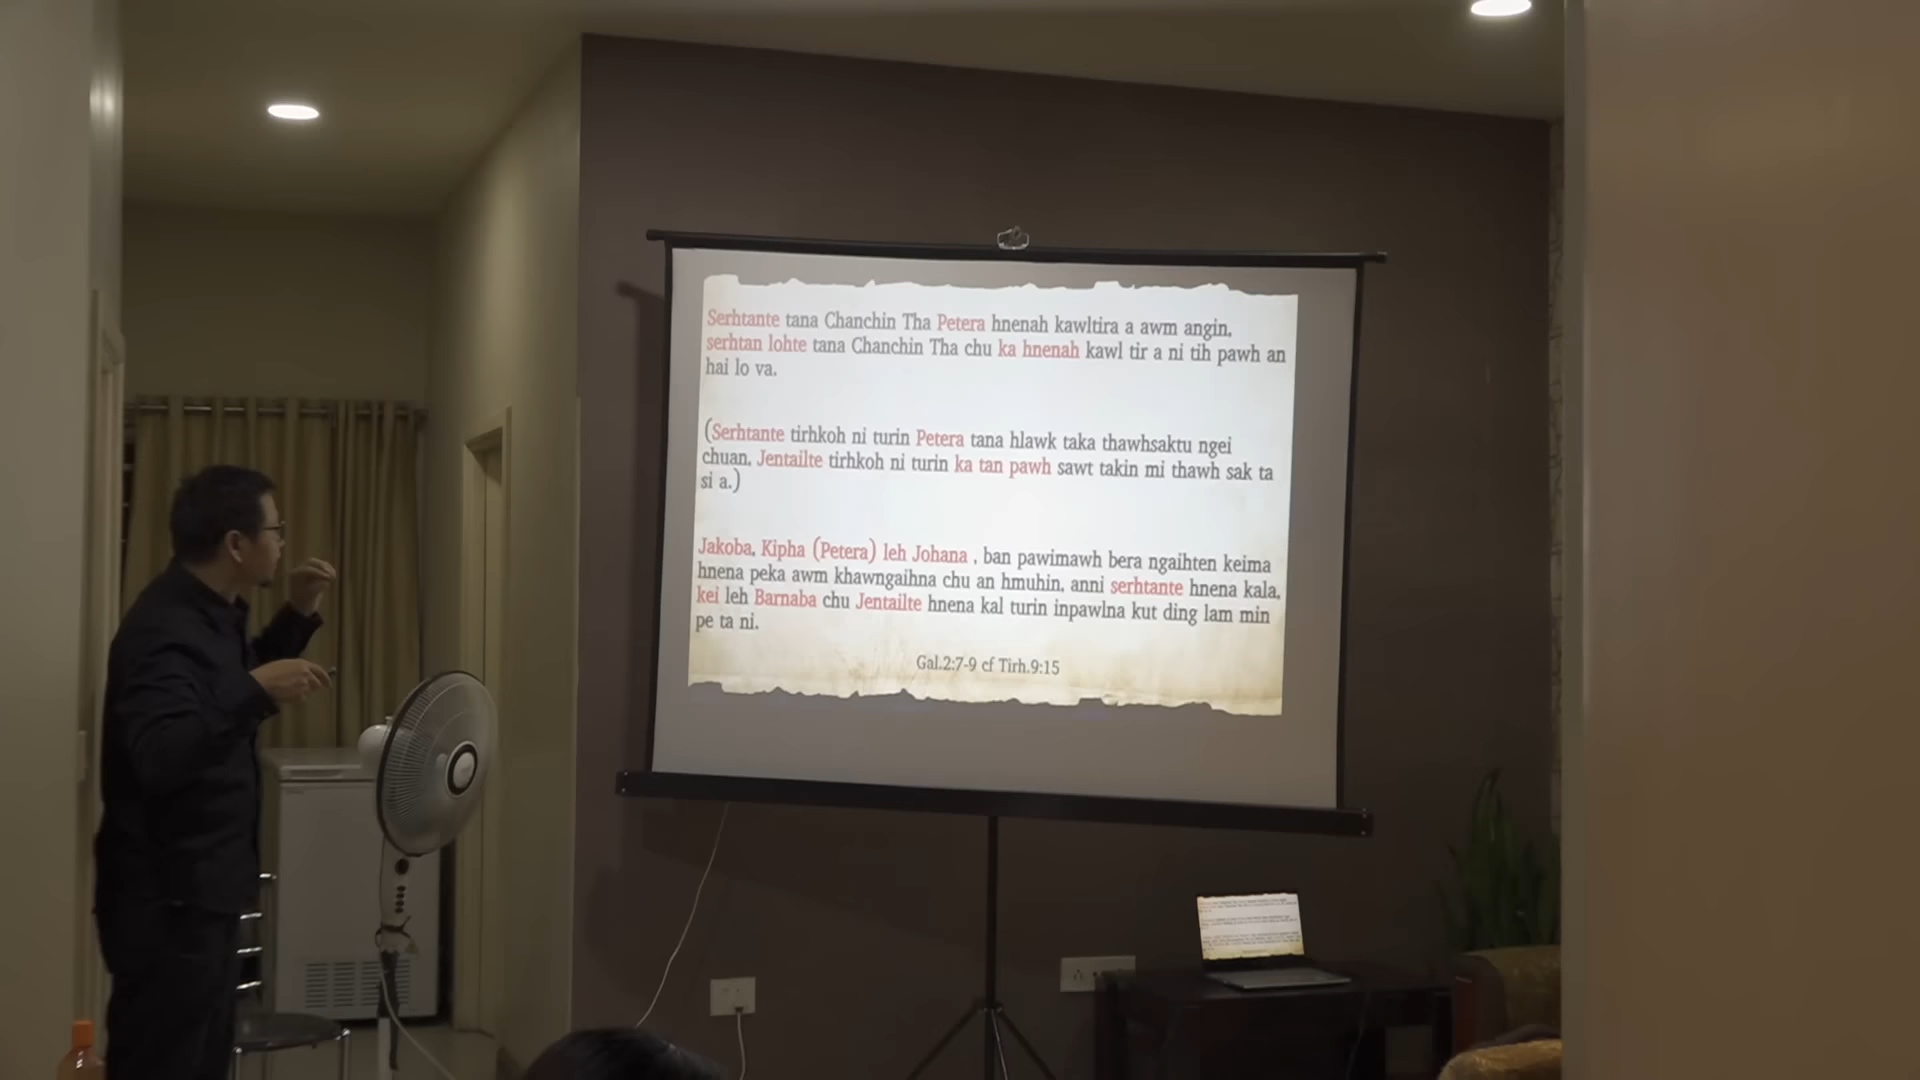 Serhtante tana Chanchin Tha Petera hnenah kawltira a awm angin,
serhtan lohte tana Chanchin Tha chu ka hnenah kawl tir a ni tih pawh an
hai lo va.
(Serhtante tirhkoh ni turin Petera tana hlawk taka thawhsaktu ngei
chuan, Jentailte tirhkoh ni turin ka tan pawh sawt takin mi thawh sak ta
si a.)
Jakoba, Kipha (Petera) leh Johana , ban pawimawh bera ngaihten keima
hnena peka awm khawngaihna chu an hmuhin, anni serhtante hnena kala,
kei leh Barnaba chu Jentailte hnena kal turin inpawlna kut ding lam min
pe ta ni.
Gal.2:7-9 cf Tirh.9:15